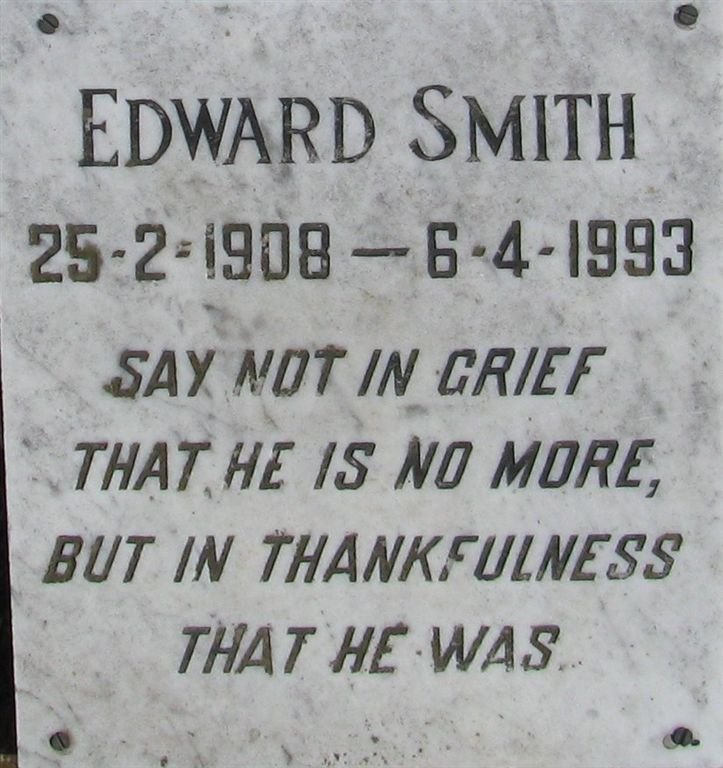 EDWARD SMITH
25-2-1908 — 6-4-1993
SAY NOT IN GRIEF
THAT HE IS NO MORE,
BUT IN THANKFULNESS
THAT HE WAS